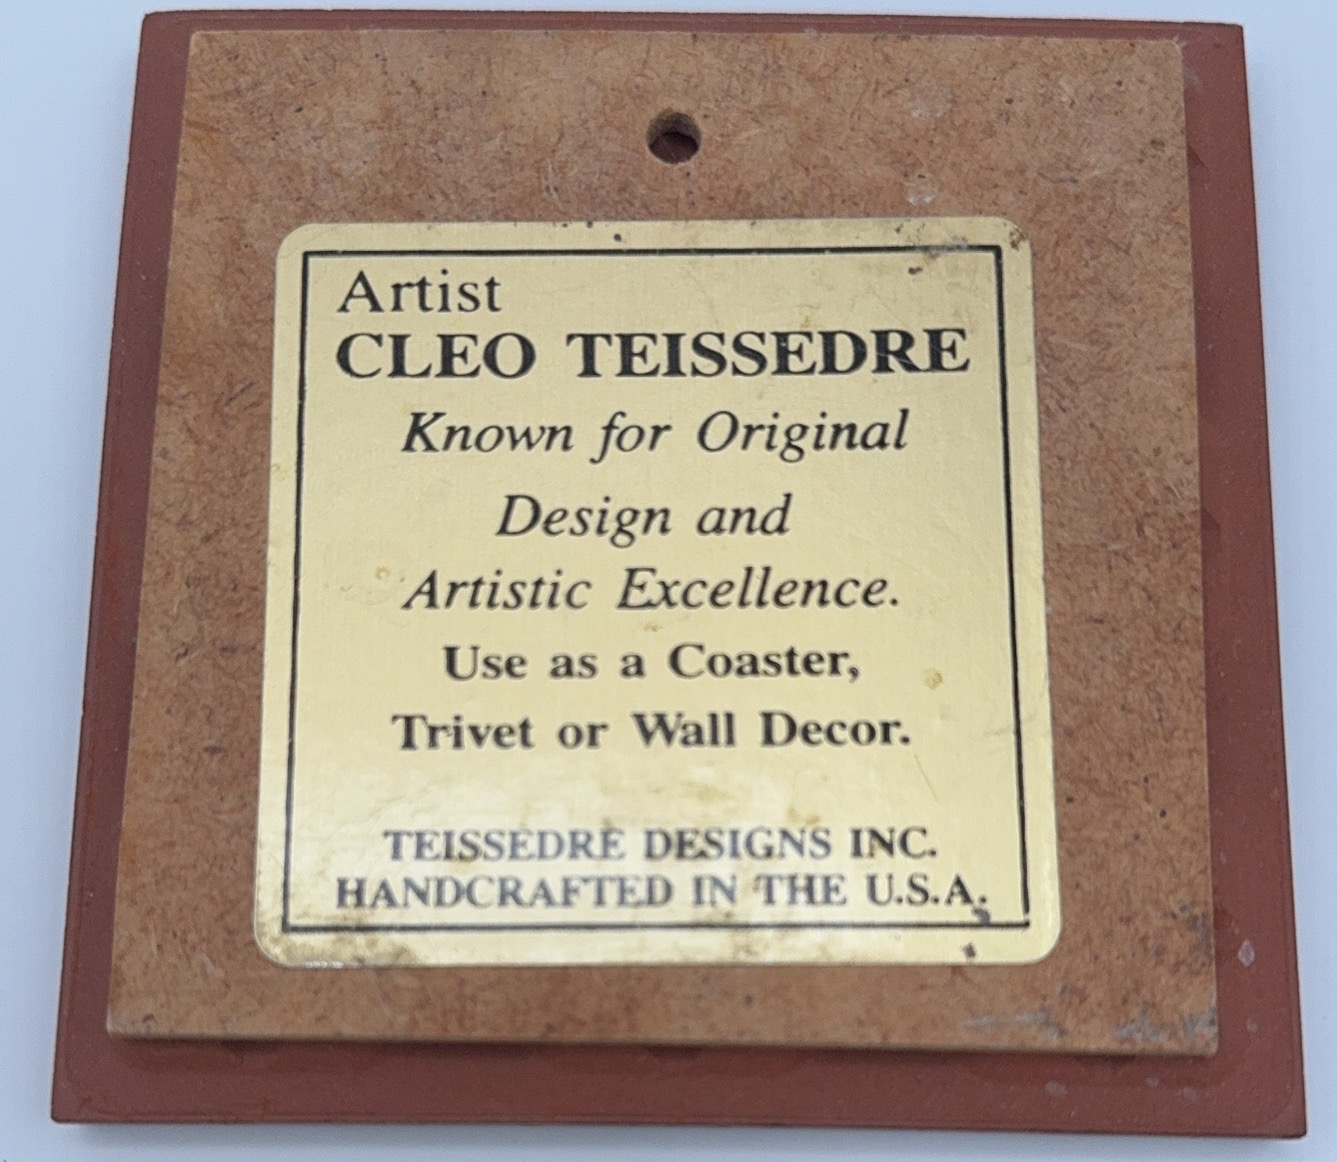 Artist
CLEO TEISSEDRE
Known for Original
Design and
Artistic Excellence.
Use as a Coaster,
Trivet or Wall Decor.
TEISSEDRE DESIGNS INC.
HANDCRAFTED IN THE U.S.A.